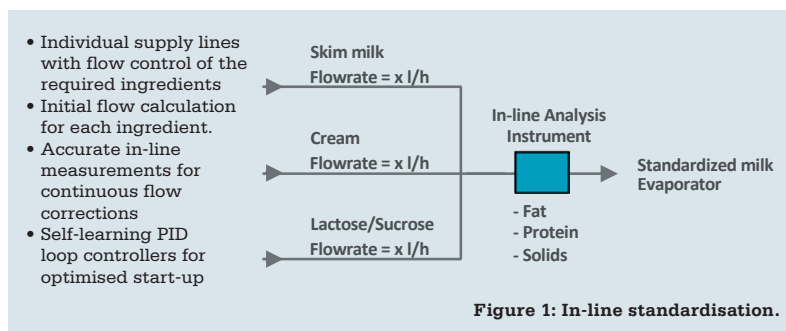 • Individual supply lines
with flow control of the
required ingredients
• Initial flow calculation
for each ingredient.
• Accurate in-line
measurements for
continuous flow
corrections
• Self-learning PID
loop controllers for
optimised start-up
Skim milk
Flowrate = x l/h
Cream
Flowrate = x l/h
Lactose/Sucrose
Flowrate = x l/h
In-line Analysis
Instrument
- Fat
- Protein
- Solids
Standardized milk
Evaporator
Figure 1: In-line standardisation.